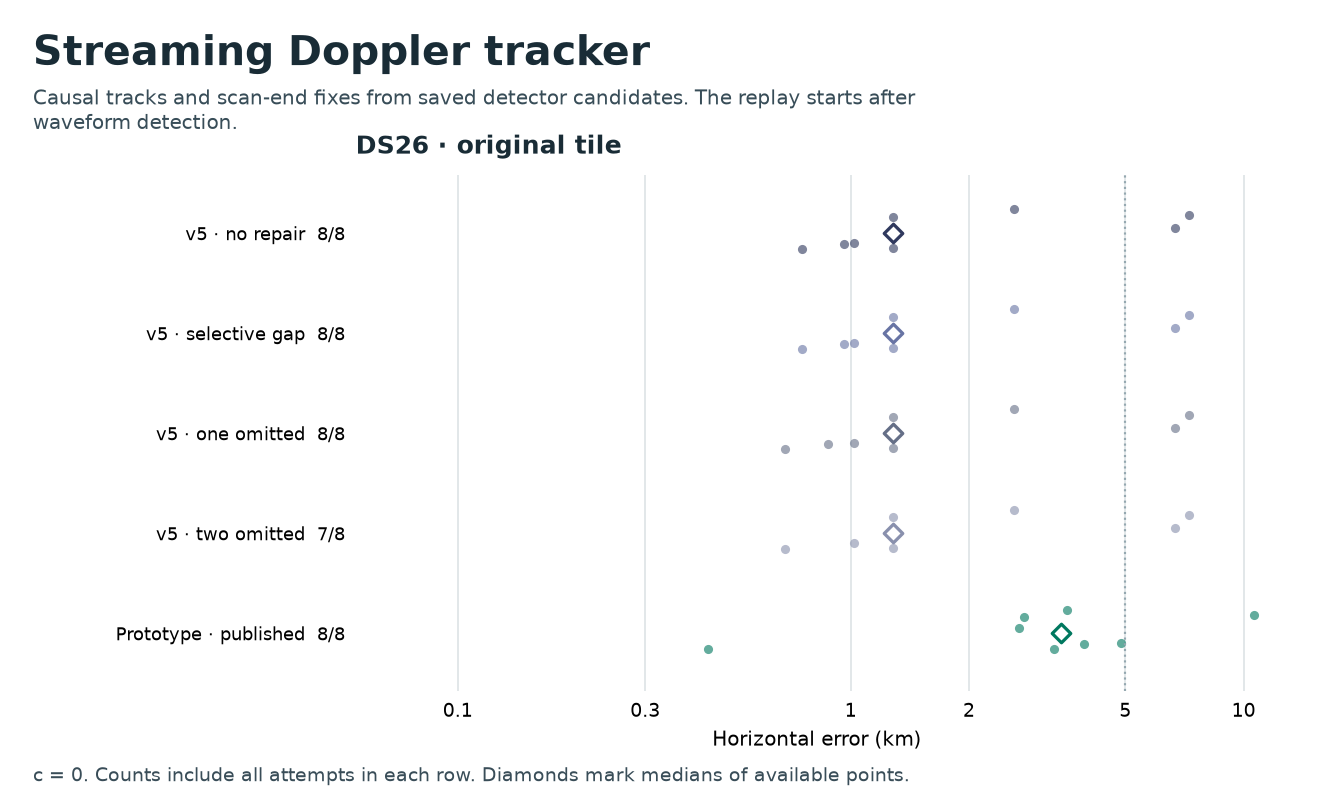 Streaming Doppler tracker
Causal tracks and scan-end fixes from saved detector candidates. The replay starts after
waveform detection.
DS26 · original tile
v5 · no repair 8/8
v5 · selective gap 8/8
v5 · one omitted 8/8
v5 · two omitted 7/8
Prototype · published 8/8
0.1 0.3 1 2 5 10
Horizontal error (km)
c = 0. Counts include all attempts in each row. Diamonds mark medians of available points.